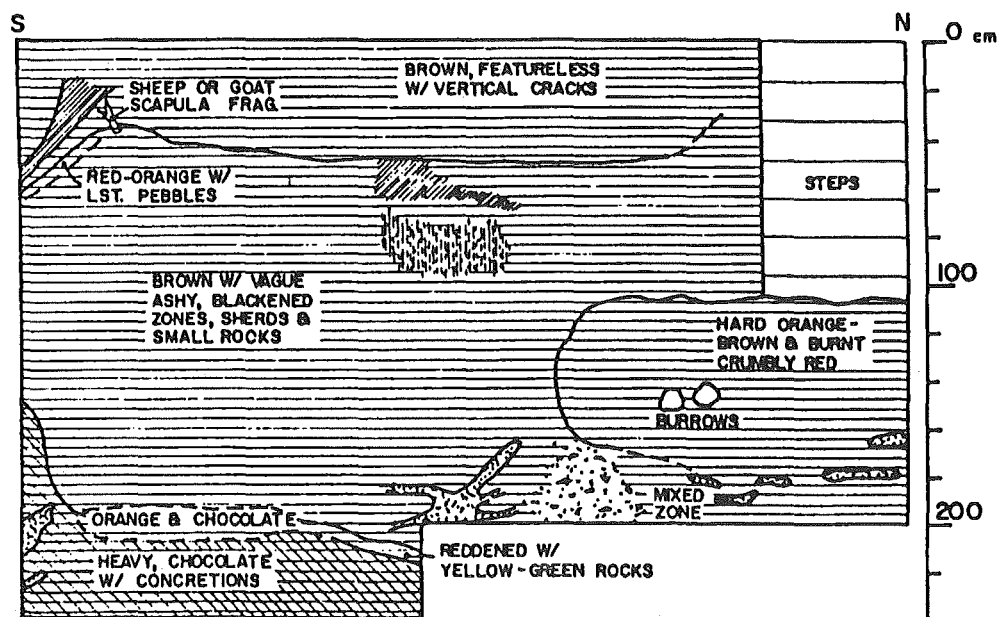 S
N
0 cm
SHEEP OR GOAT
SCAPULA FRAG.
BROWN, FEATURELESS
W/ VERTICAL CRACKS
RED-ORANGE W/
LST. PEBBLES
STEPS
100
BROWN W/ VAGUE
ASHY, BLACKENED
ZONES, SHERDS &
SMALL ROCKS
HARD ORANGE-
BROWN & BURNT
CRUMBLY RED
BURROWS
MIXED
ZONE
200
ORANGE & CHOCOLATE
HEAVY, CHOCOLATE
W/ CONCRETIONS
REDDENED W/
YELLOW-GREEN ROCKS